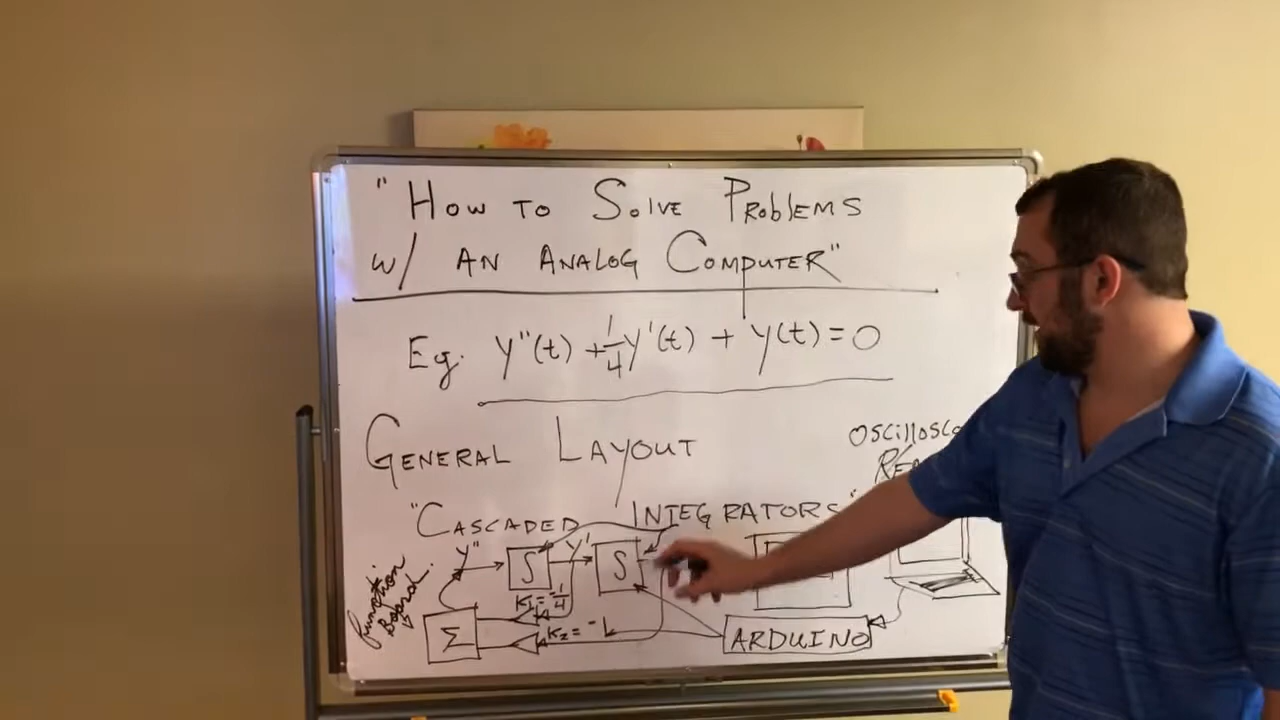 "How to Solve Problems
w/ an Analog Computer"
Eg. y''(t) + 1/4 y'(t) + y(t) = 0
General Layout
Oscillosco
"Cascaded Integrators"
y'' ∫ y' ∫
Function Board
K₁ = -1/4
Σ
K₂ = -1
Arduino